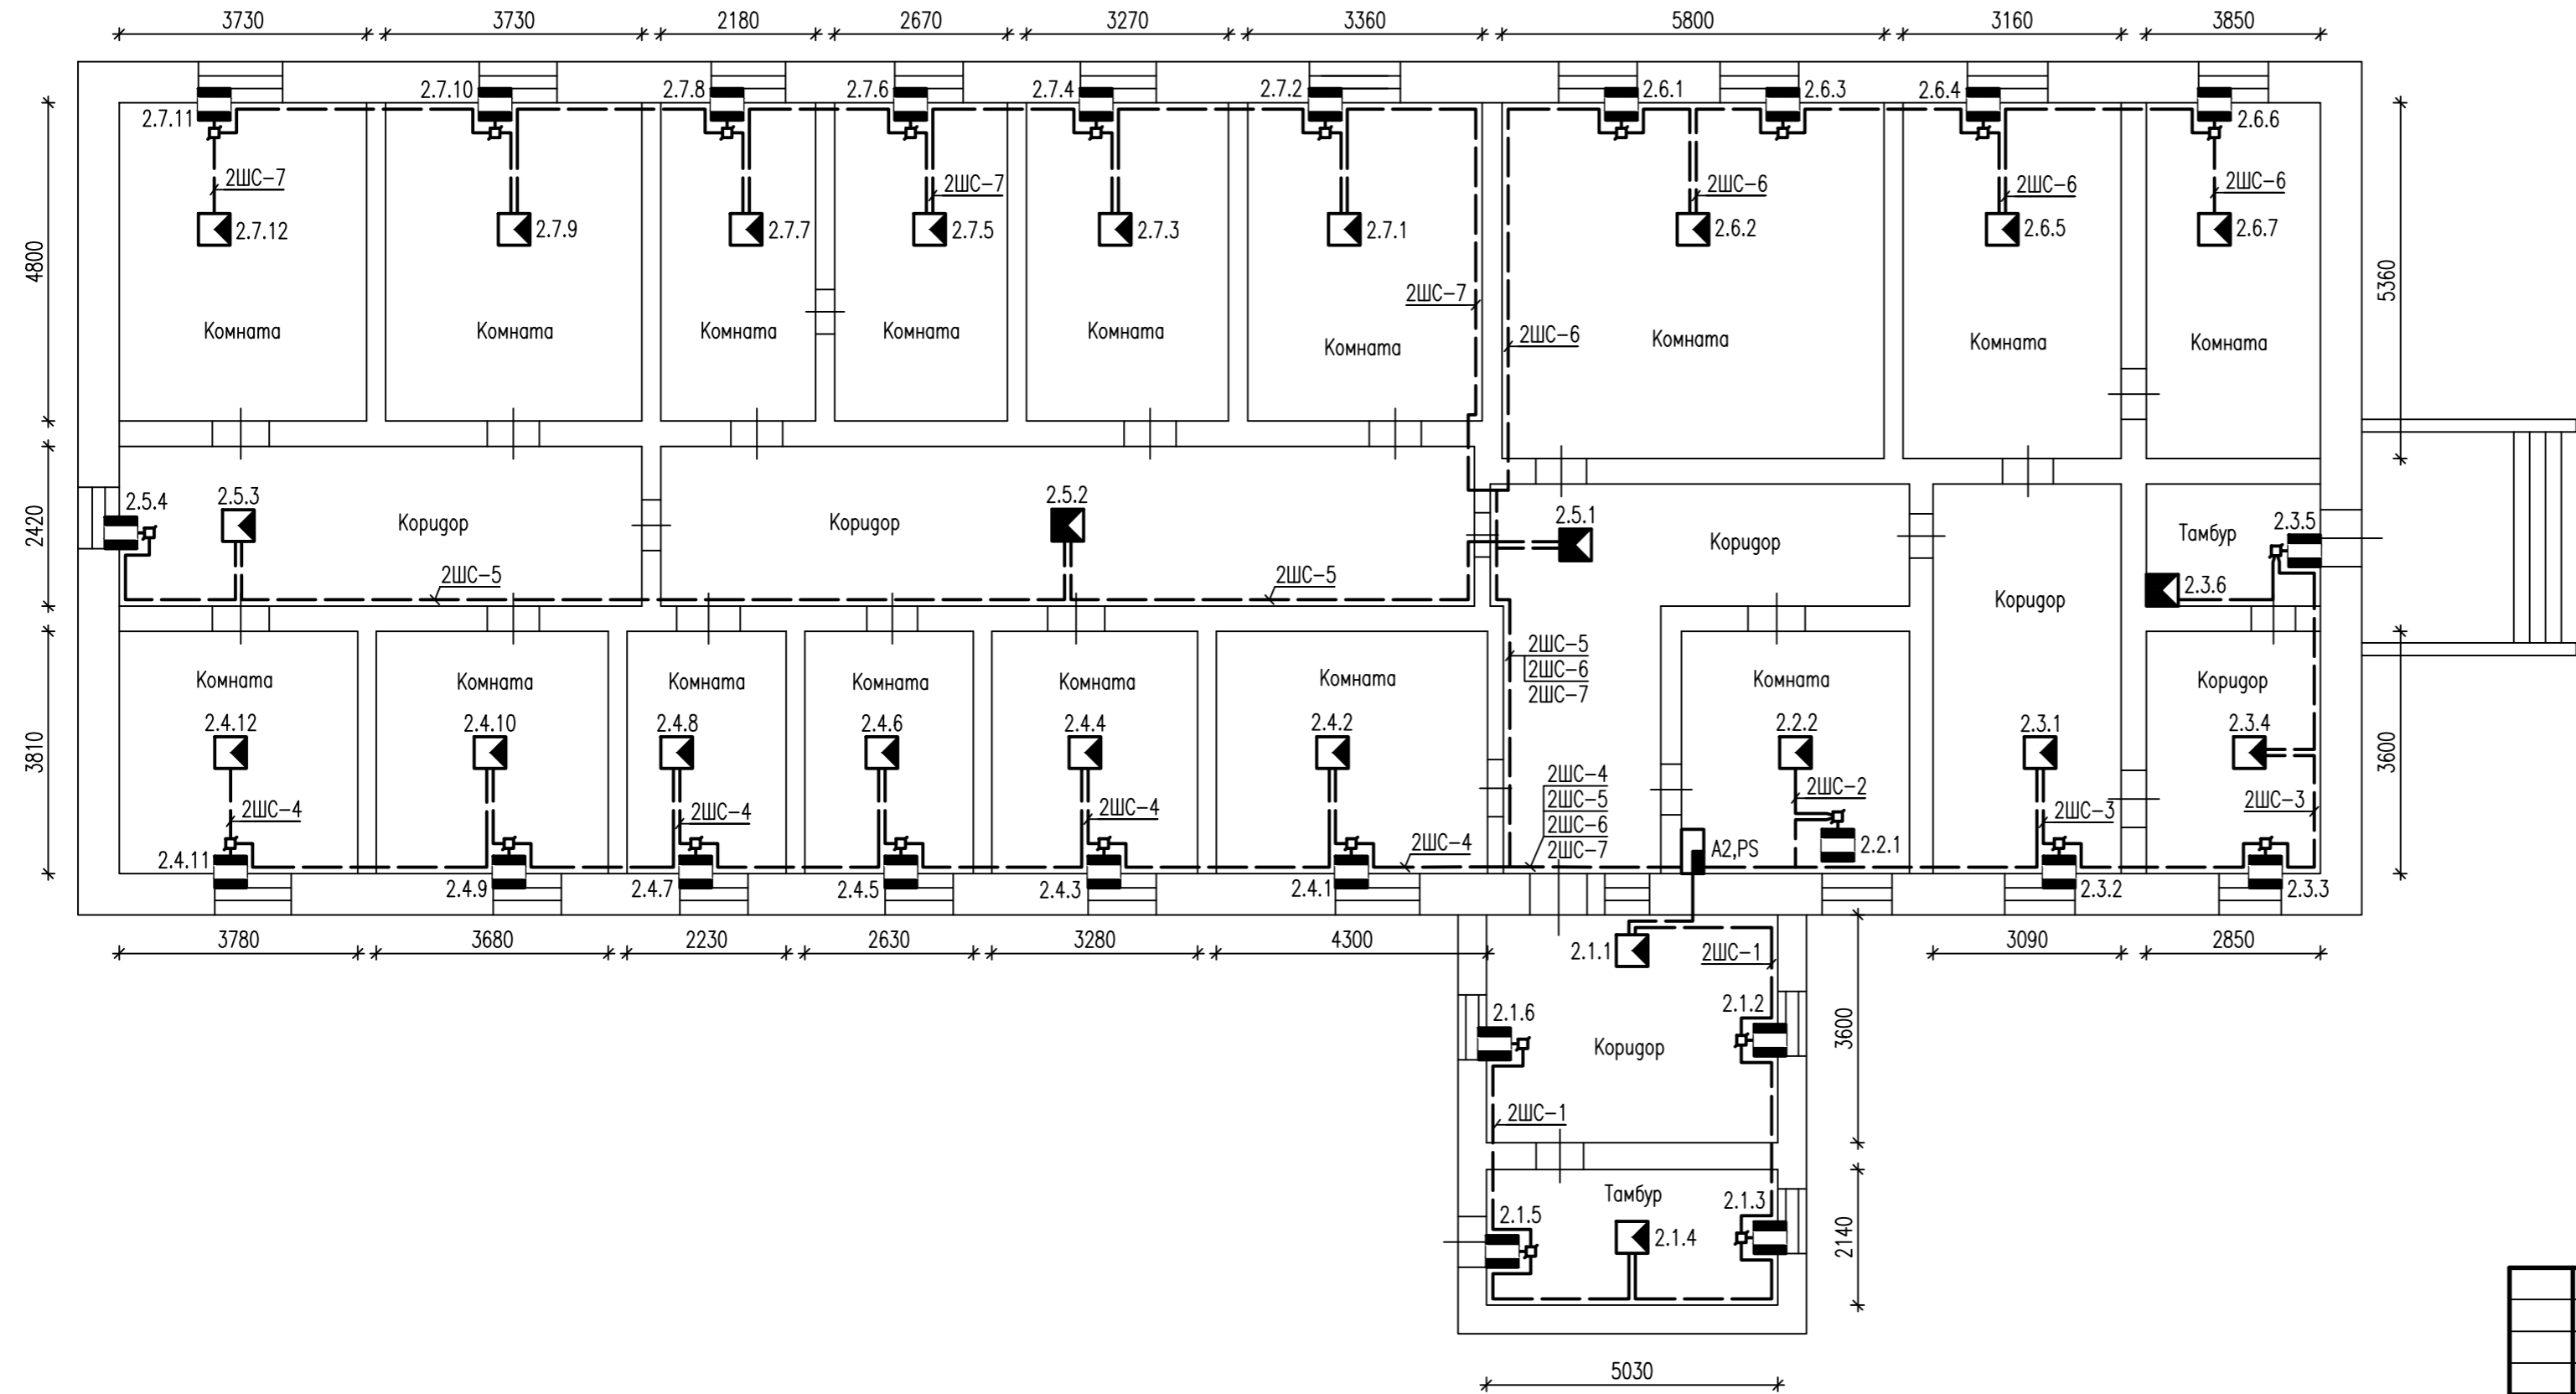 3730
3730
2180
2670
3270
3360
5800
3160
3850
2.7.11
2.7.10
2.7.8
2.7.6
2.7.4
2.7.2
2.6.1
2.6.3
2.6.4
2.6.6
2ШС-7
2ШС-7
2ШС-6
2ШС-6
2ШС-6
2.7.12
2.7.9
2.7.7
2.7.5
2.7.3
2.7.1
2.6.2
2.6.5
2.6.7
4800
5360
2ШС-7
2ШС-6
Комната
Комната
Комната
Комната
Комната
Комната
Комната
Комната
Комната
2.5.4
2.5.3
2.5.2
2.5.1
2.3.5
2420
Коридор
Коридор
Коридор
Тамбур
2ШС-5
2ШС-5
2.3.6
Коридор
2ШС-5
2ШС-6
2ШС-7
Комната
Комната
Комната
Комната
Комната
Комната
Комната
Коридор
2.4.12
2.4.10
2.4.8
2.4.6
2.4.4
2.4.2
2.2.2
2.3.1
2.3.4
3810
3600
2ШС-4
2ШС-4
2ШС-4
2ШС-4
2ШС-4
2ШС-5
2ШС-6
2ШС-7
2ШС-2
2ШС-3
2ШС-3
A2,PS
2.2.1
2.4.11
2.4.9
2.4.7
2.4.5
2.4.3
2.4.1
2.3.2
2.3.3
3780
3680
2230
2630
3280
4300
3090
2850
2.1.1
2ШС-1
2.1.6
2.1.2
3600
Коридор
2ШС-1
Тамбур
2.1.5
2.1.3
2.1.4
2140
5030